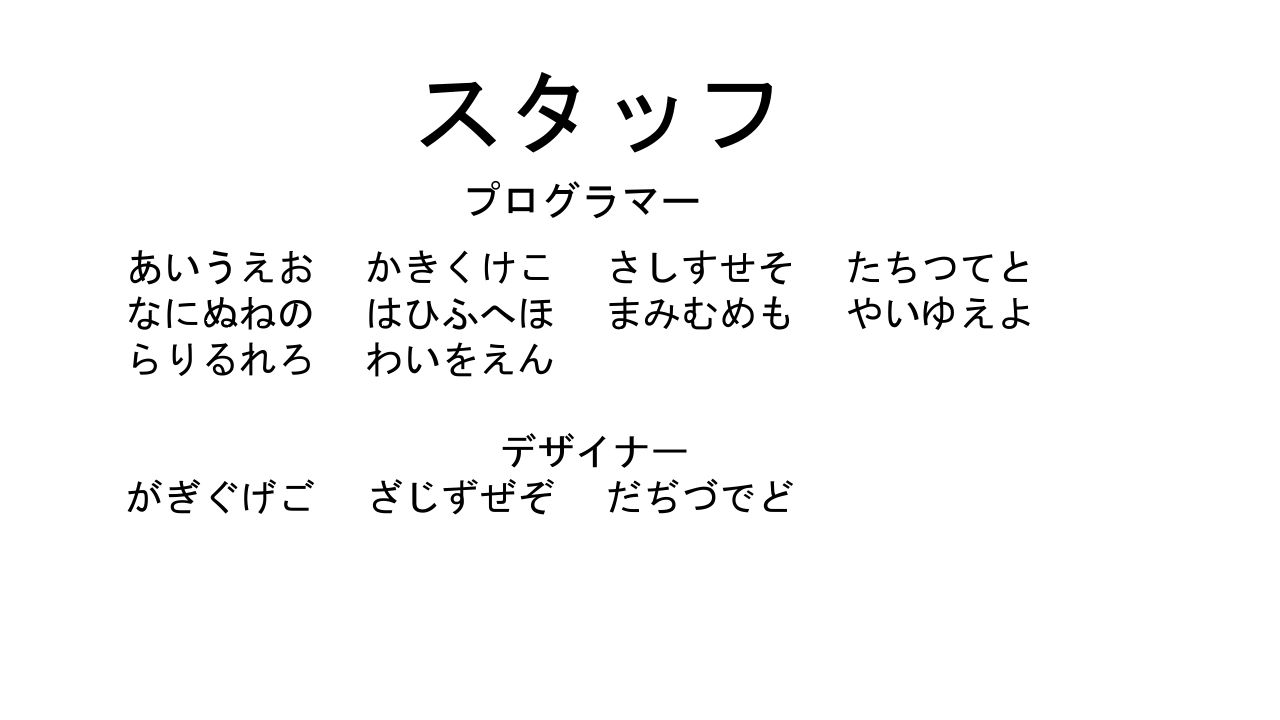 スタッフ
プログラマー
あいうえお　かきくけこ　さしすせそ　たちつてと
なにぬねの　はひふへほ　まみむめも　やいゆえよ
らりるれろ　わいをえん
デザイナー
がぎぐげご　ざじずぜぞ　だぢづでど